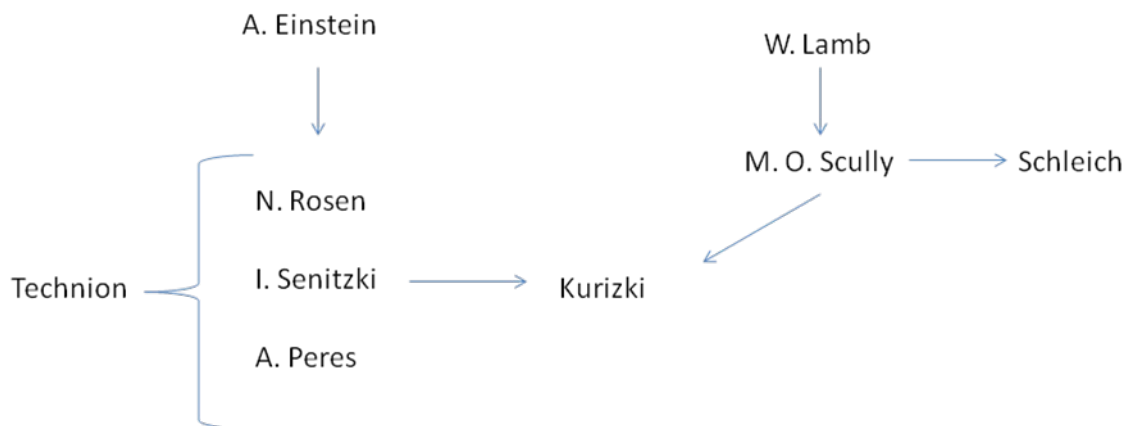 A. Einstein
W. Lamb
M. O. Scully
Schleich
N. Rosen
Technion
I. Senitzki
Kurizki
A. Peres